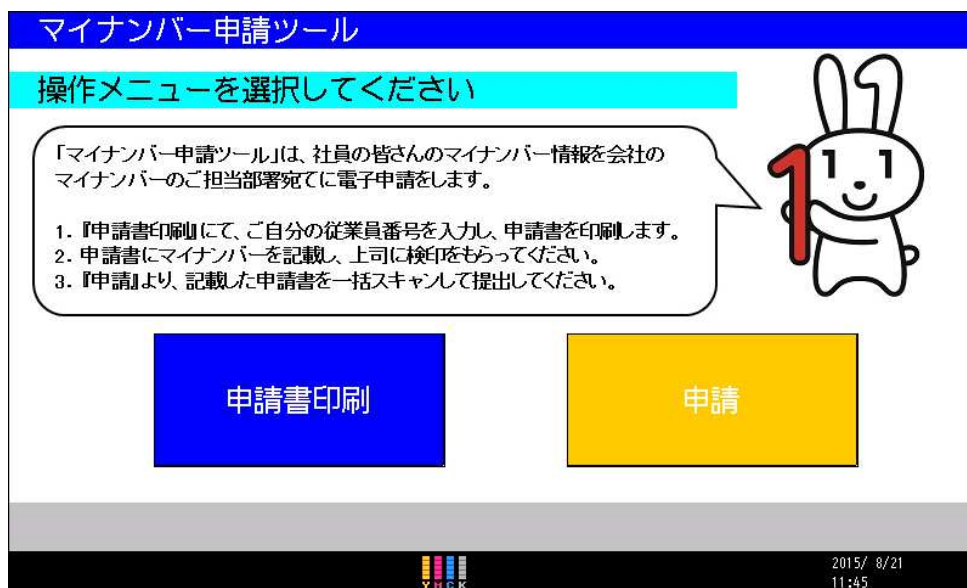 マイナンバー申請ツール
操作メニューを選択してください
「マイナンバー申請ツール」は、社員の皆さんのマイナンバー情報を会社の
マイナンバーのご担当部署宛てに電子申請をします。
1.『申請書印刷』にて、ご自分の従業員番号を入力し、申請書を印刷します。
2.申請書にマイナンバーを記載し、上司に検印をもらってください。
3.『申請』より、記載した申請書を一括スキャンして提出してください。
1
申請書印刷
申請
Y M C K
2015/ 8/21
11:45